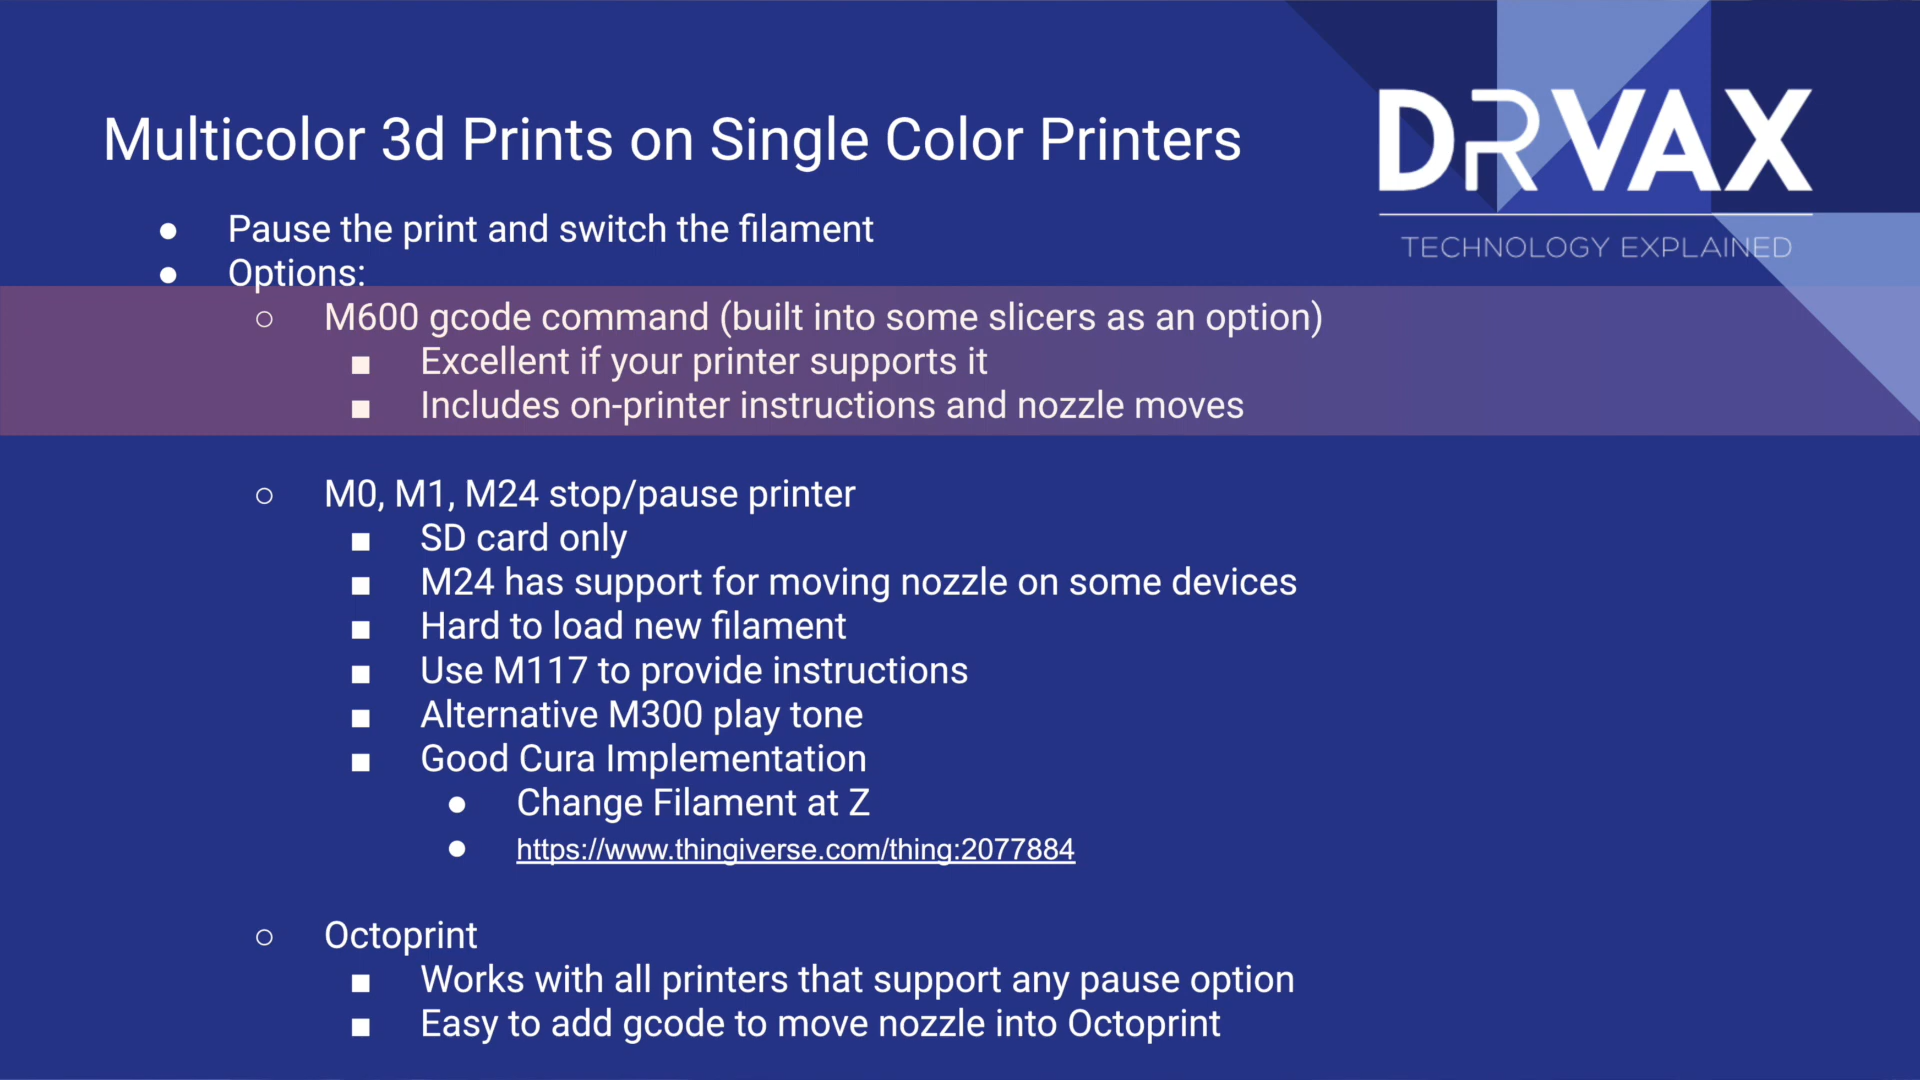 Multicolor 3d Prints on Single Color Printers
DRVAX
TECHNOLOGY EXPLAINED
● Pause the print and switch the filament
● Options:
○ M600 gcode command (built into some slicers as an option)
■ Excellent if your printer supports it
■ Includes on-printer instructions and nozzle moves
○ M0, M1, M24 stop/pause printer
■ SD card only
■ M24 has support for moving nozzle on some devices
■ Hard to load new filament
■ Use M117 to provide instructions
■ Alternative M300 play tone
■ Good Cura Implementation
● Change Filament at Z
● https://www.thingiverse.com/thing:2077884
○ Octoprint
■ Works with all printers that support any pause option
■ Easy to add gcode to move nozzle into Octoprint